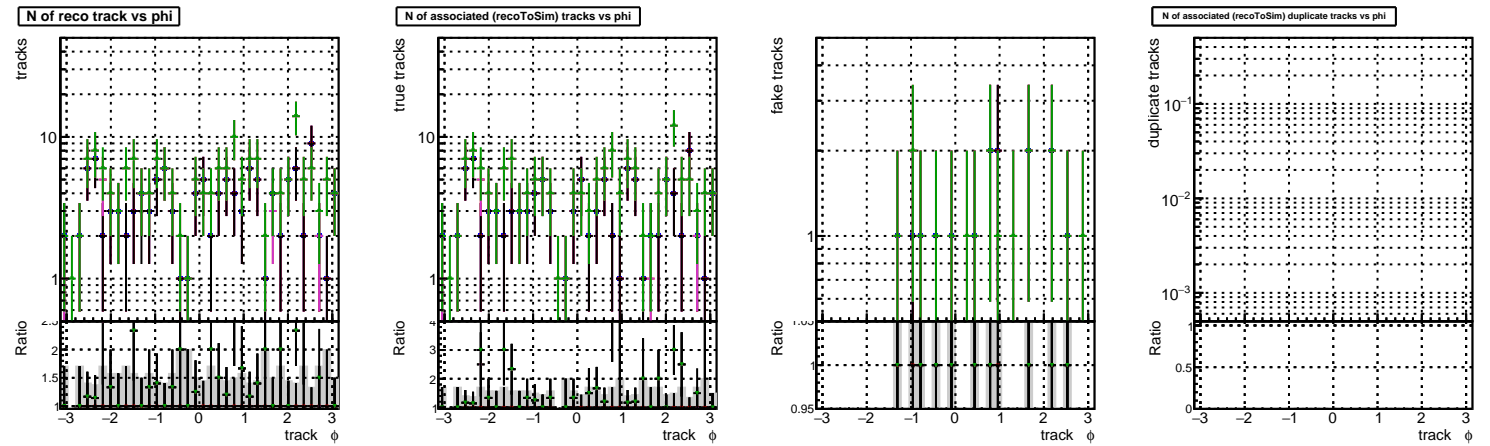 N of reco track vs phi
tracks
10
1
Ratio
2.5
2
1.5
1
−3 −2 −1 0 1 2 3
track ϕ
N of associated (recoToSim) tracks vs phi
true tracks
10
1
Ratio
4
3
2
1
−3 −2 −1 0 1 2 3
track ϕ
fake tracks
1
Ratio
1.05
1
0.95
−3 −2 −1 0 1 2 3
track ϕ
N of associated (recoToSim) duplicate tracks vs phi
duplicate tracks
10−1
10−2
10−3
Ratio
1
0.5
0
−3 −2 −1 0 1 2 3
track ϕ